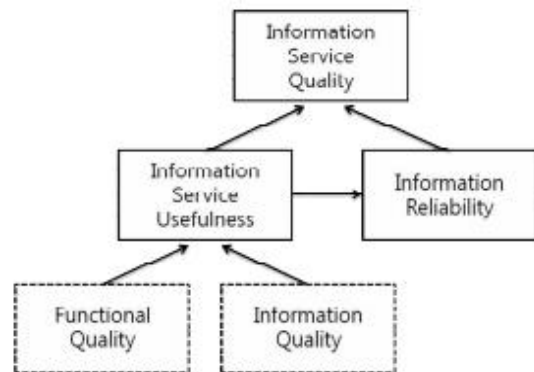 Information
Service
Quality
Information
Service
Usefulness
Information
Reliability
Functional
Quality
Information
Quality